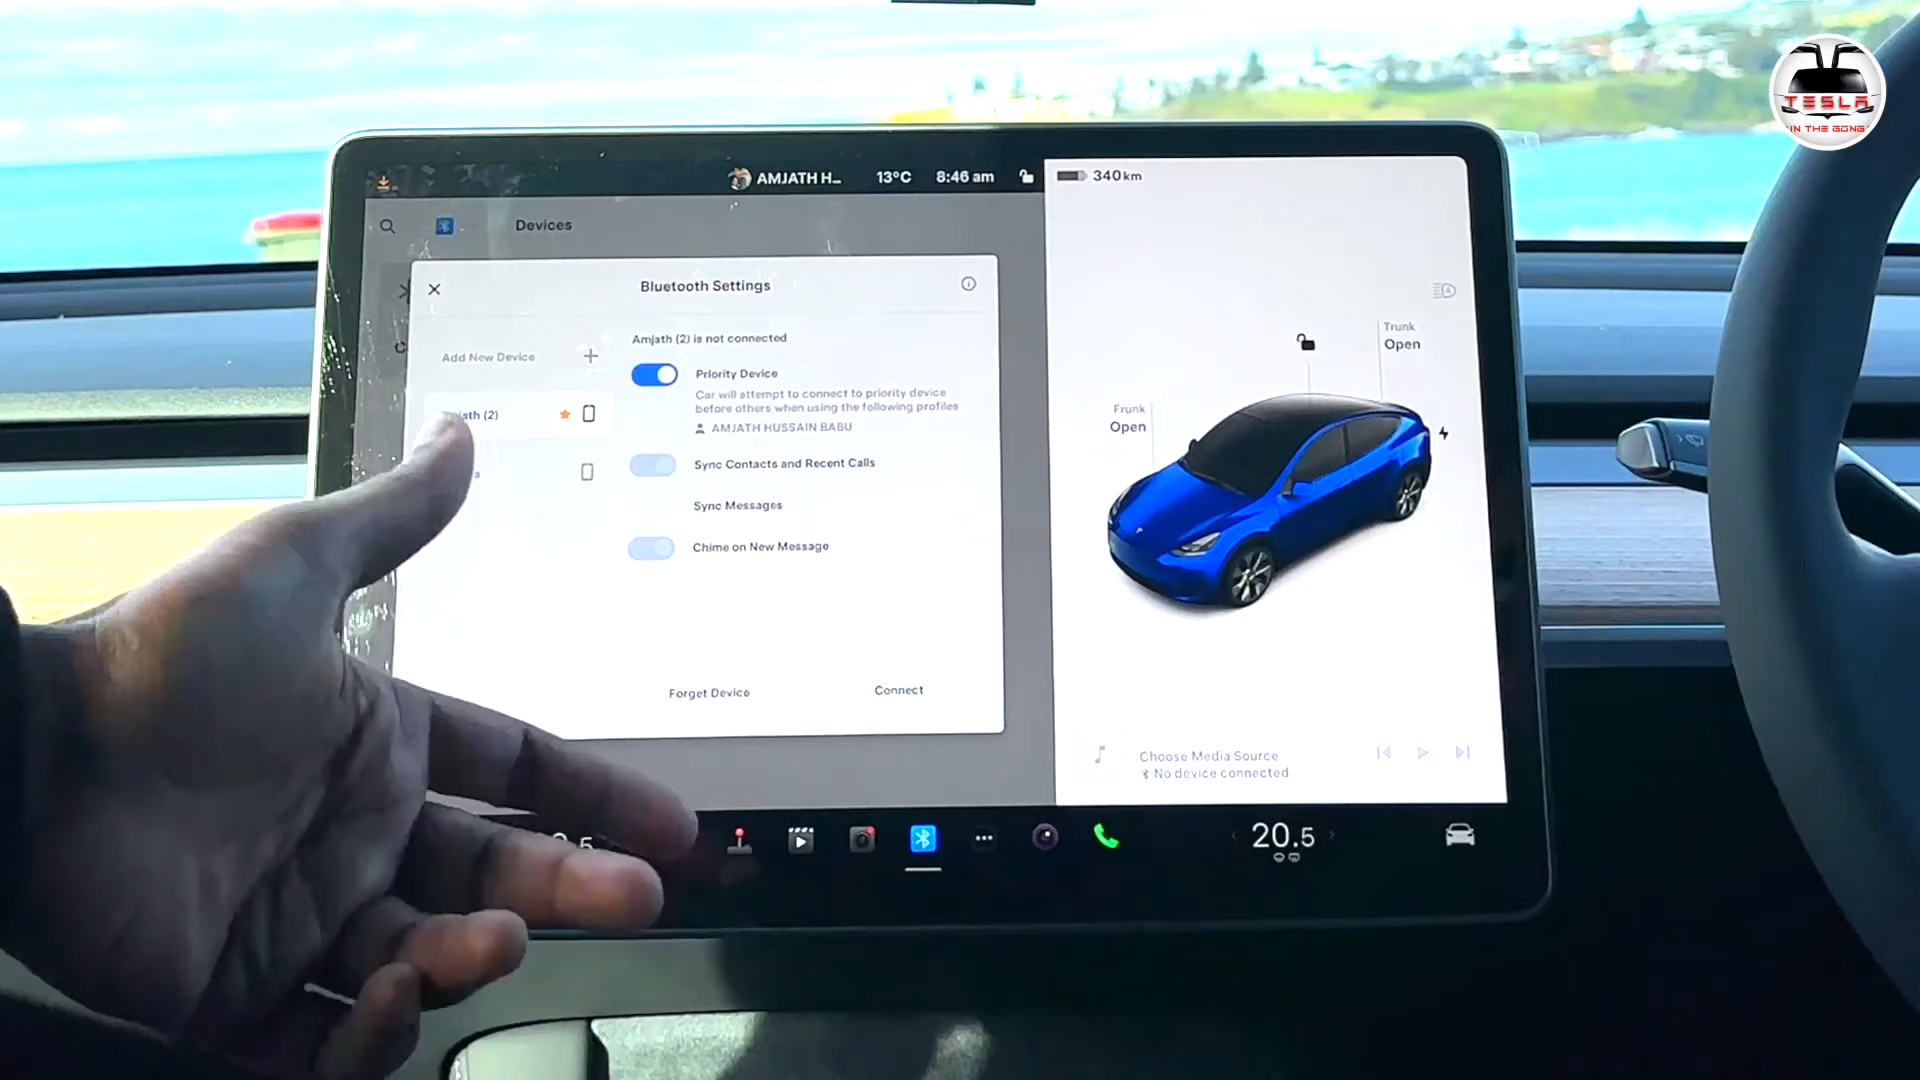 TESLA
IN THE GONG
AMJATH H...
13°C
8:46 am
340 km
Devices
Bluetooth Settings
Add New Device
(2)
Amjath (2) is not connected
Priority Device
Car will attempt to connect to priority device
before others when using the following profiles
AMJATH HUSSAIN BABU
Sync Contacts and Recent Calls
Sync Messages
Chime on New Message
Forget Device
Connect
Trunk
Open
Frunk
Open
Choose Media Source
No device connected
20.5